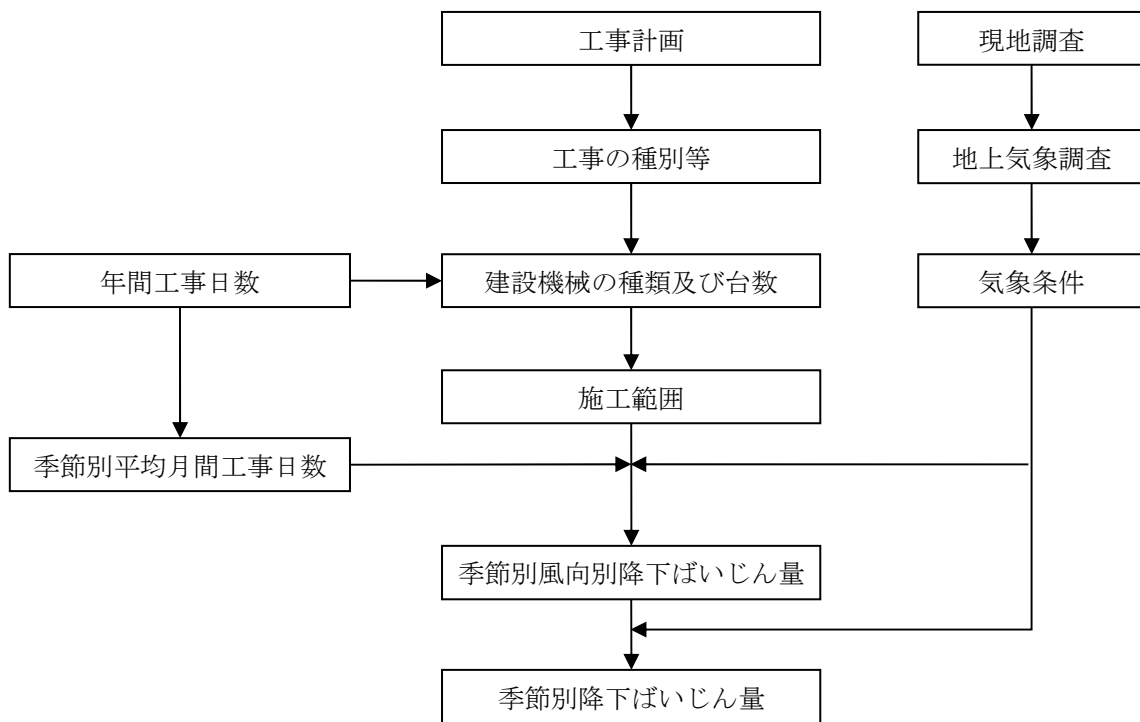 工事計画
現地調査
工事の種別等
地上気象調査
年間工事日数
建設機械の種類及び台数
気象条件
施工範囲
季節別平均月間工事日数
季節別風向別降下ばいじん量
季節別降下ばいじん量